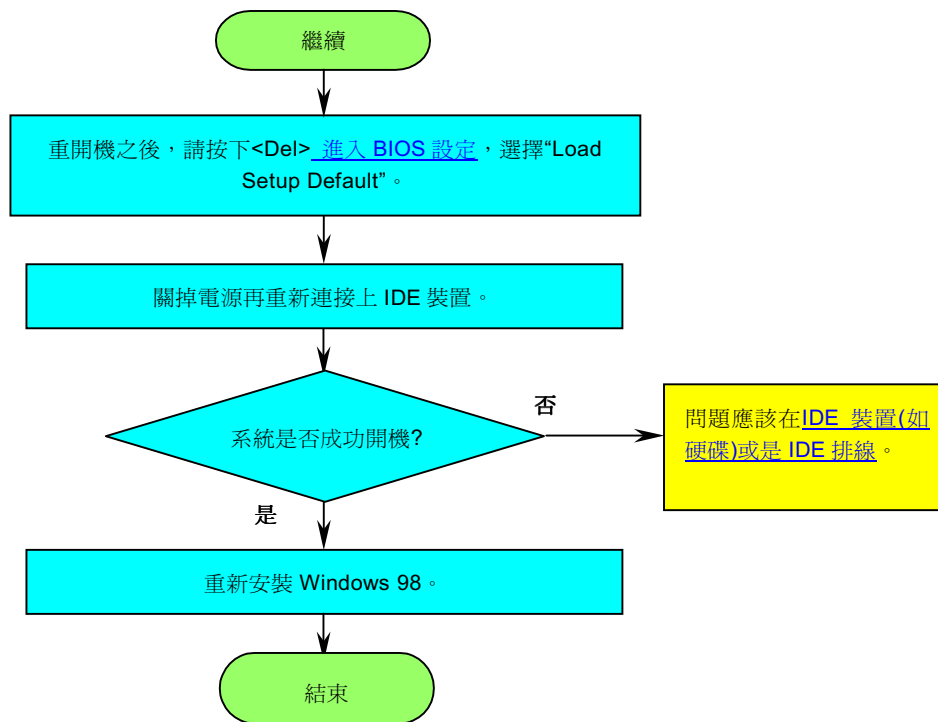 繼續
重開機之後，請按下<Del> 進入 BIOS 設定，選擇“Load
Setup Default”。
關掉電源再重新連接上 IDE 裝置。
系統是否成功開機?
否
問題應該在IDE 裝置(如
硬碟)或是 IDE 排線。
是
重新安裝 Windows 98。
結束